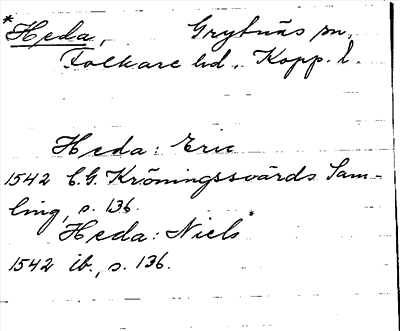 *Heda, Grytnäs sn,
Folkare hd, Kopp. l.
Heda: Eric
1542 C.G. Kröningssvärds Sam-
ling, s. 136.
Heda: Niels*
1542 ib., s. 136.